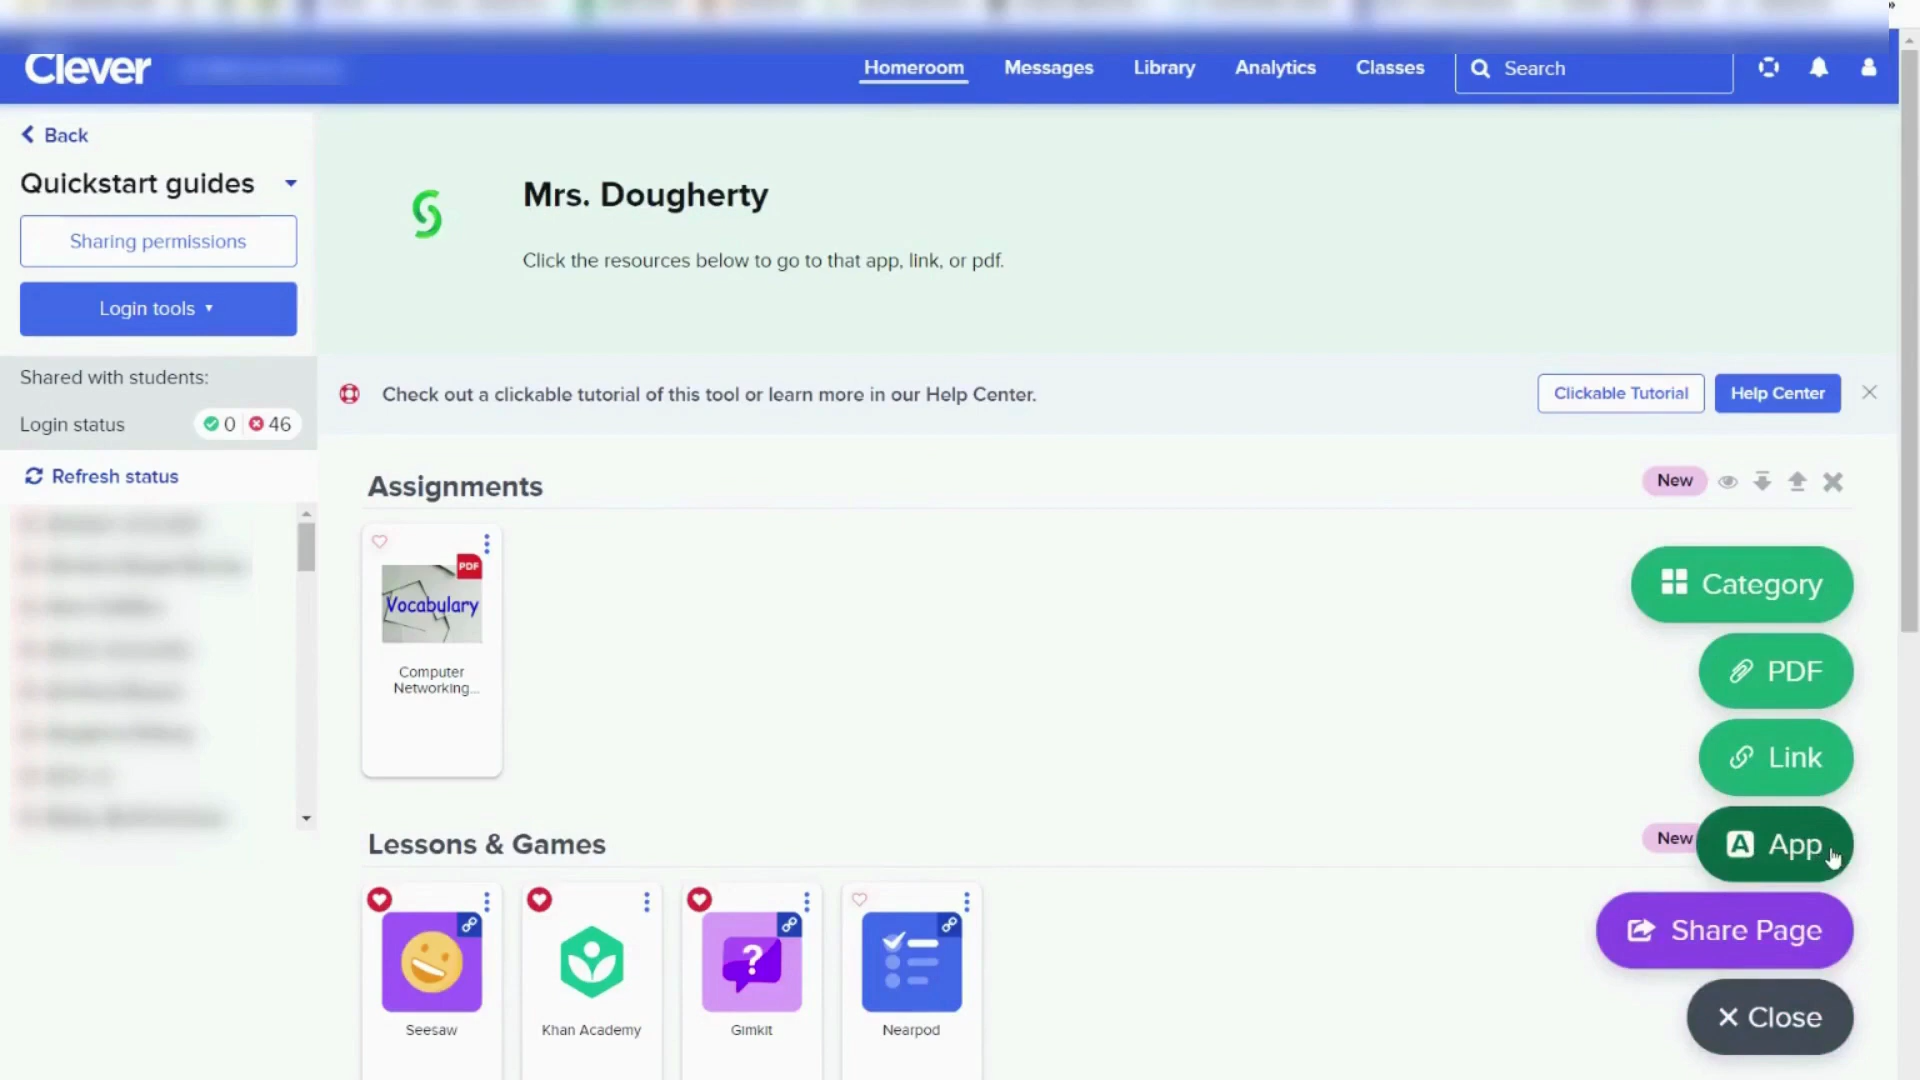 »
Clever
Homeroom
Messages
Library
Analytics
Classes
Search
Back
Quickstart guides
Sharing permissions
Login tools
Shared with students:
Login status
0
46
Refresh status
Mrs. Dougherty
Click the resources below to go to that app, link, or pdf.
Check out a clickable tutorial of this tool or learn more in our Help Center.
Clickable Tutorial
Help Center
Assignments
New
PDF
Vocabulary
Computer
Networking...
Category
PDF
Link
Lessons & Games
New
A App
Share Page
Close
?
Seesaw
Khan Academy
Gimkit
Nearpod